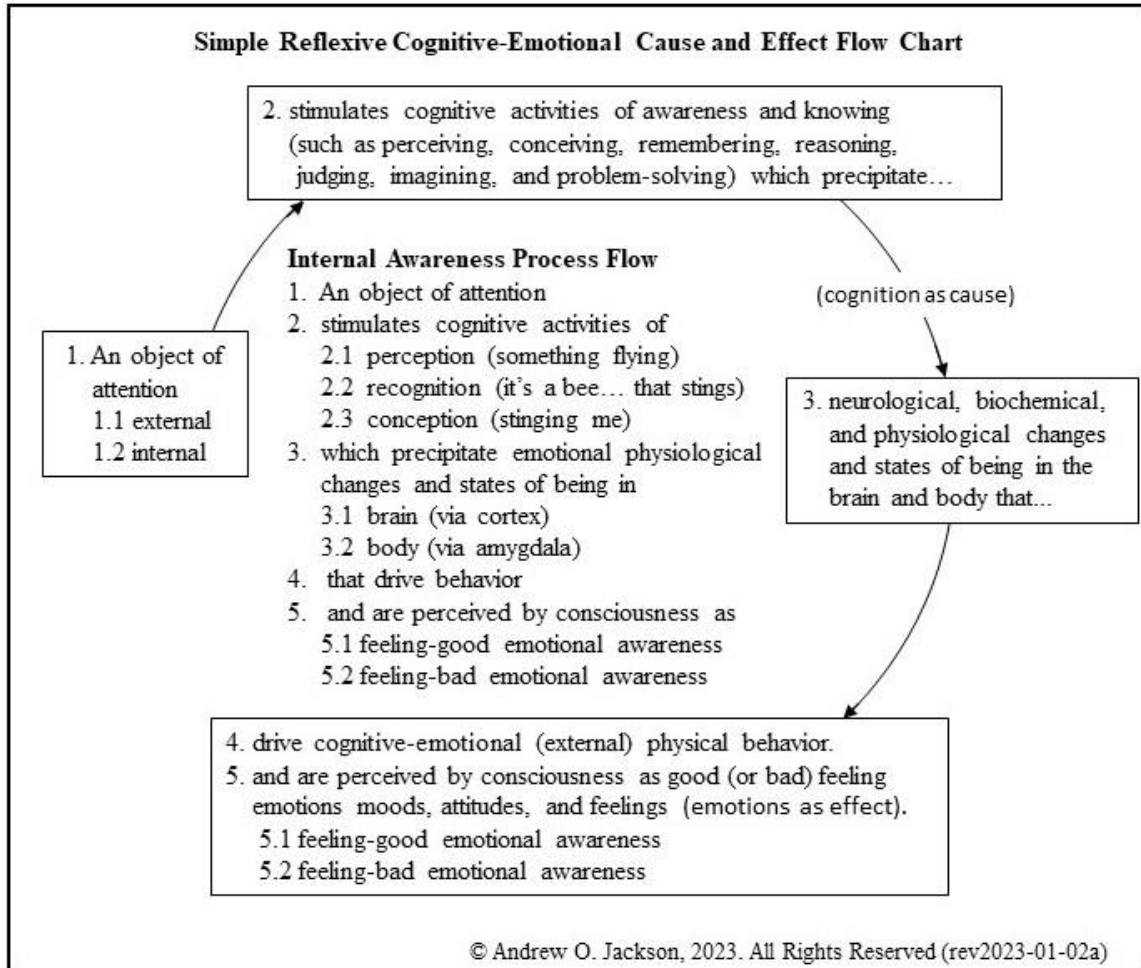 Simple Reflexive Cognitive-Emotional Cause and Effect Flow Chart
2. stimulates cognitive activities of awareness and knowing
(such as perceiving, conceiving, remembering, reasoning,
judging, imagining, and problem-solving) which precipitate…
(cognition as cause)
1. An object of
attention
1.1 external
1.2 internal
Internal Awareness Process Flow
1. An object of attention
2. stimulates cognitive activities of
2.1 perception (something flying)
2.2 recognition (it's a bee… that stings)
2.3 conception (stinging me)
3. which precipitate emotional physiological
changes and states of being in
3.1 brain (via cortex)
3.2 body (via amygdala)
4. that drive behavior
5. and are perceived by consciousness as
5.1 feeling-good emotional awareness
5.2 feeling-bad emotional awareness
3. neurological, biochemical,
and physiological changes
and states of being in the
brain and body that...
4. drive cognitive-emotional (external) physical behavior.
5. and are perceived by consciousness as good (or bad) feeling
emotions moods, attitudes, and feelings (emotions as effect).
5.1 feeling-good emotional awareness
5.2 feeling-bad emotional awareness
© Andrew O. Jackson, 2023. All Rights Reserved (rev2023-01-02a)